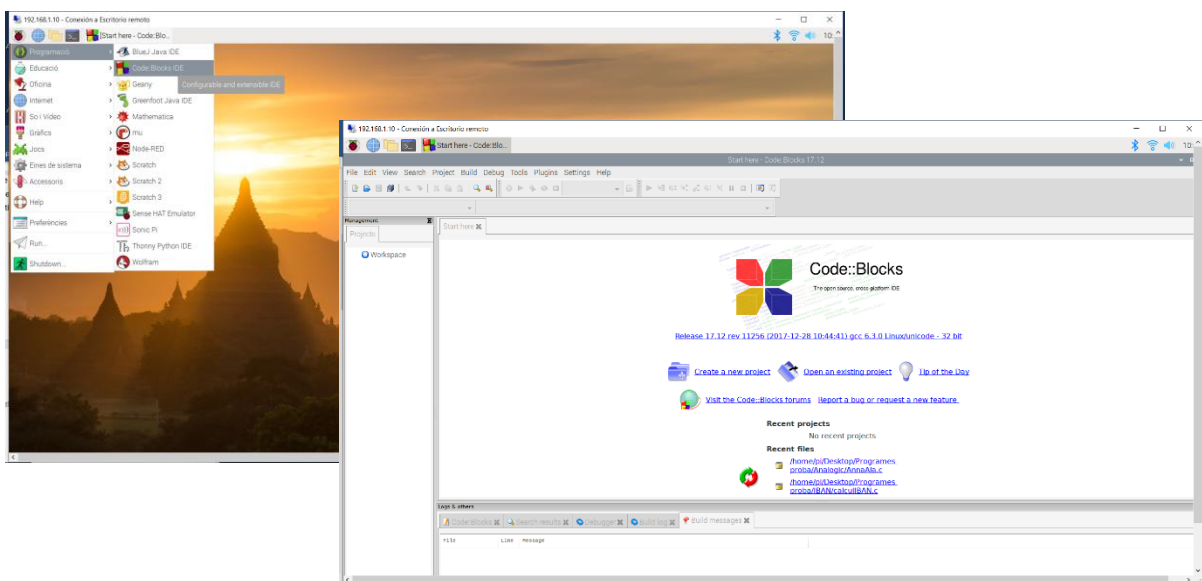 192.168.1.10 - Conexión a Escritorio remoto
Start here - Code::Blo..
10:
Programació
BlueJ Java IDE
Educació
Code::Blocks IDE
Oficina
Geany
Configurable and extensible IDE
Internet
Greenfoot Java IDE
So i Vídeo
Mathematica
Gràfics
mu
Jocs
Node-RED
Eines de sistema
Scratch
Accessoris
Scratch 2
Help
Scratch 3
Sense HAT Emulator
Preferències
Sonic Pi
Run...
Thonny Python IDE
Shutdown...
Wolfram
192.168.1.10 - Conexión a Escritorio remoto
Start here - Code::Blo..
10:
Start here - Code::Blocks 17.12
File Edit View Search Project Build Debug Tools Plugins Settings Help
Management
Start here
Projects
Workspace
Code::Blocks
The open source, cross-platform IDE
Release 17.12 rev 11256 (2017-12-28 10:44:41) gcc 6.3.0 Linux/unicode - 32 bit
Create a new project Open an existing project Tip of the Day
Visit the Code::Blocks forums Report a bug or request a new feature
Recent projects
No recent projects
Recent files
/home/pi/Desktop/Programes
proba/Analogic/AnnaAla.c
/home/pi/Desktop/Programes
proba/IBAN/calculIBAN.c
Logs & others
Code::Blocks Search results Debugger Build log Build messages
File Line Message